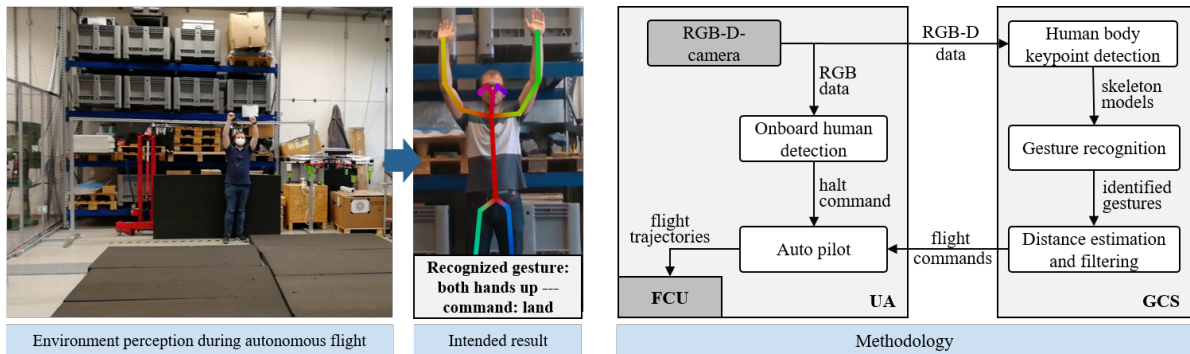 Recognized gesture:
both hands up ---
command: land
Environment perception during autonomous flight
Intended result
RGB-D-
camera
RGB-D
data
Human body
keypoint detection
RGB
data
skeleton
models
Onboard human
detection
Gesture recognition
halt
command
identified
gestures
flight
trajectories
Auto pilot
flight
commands
Distance estimation
and filtering
FCU
UA
GCS
Methodology